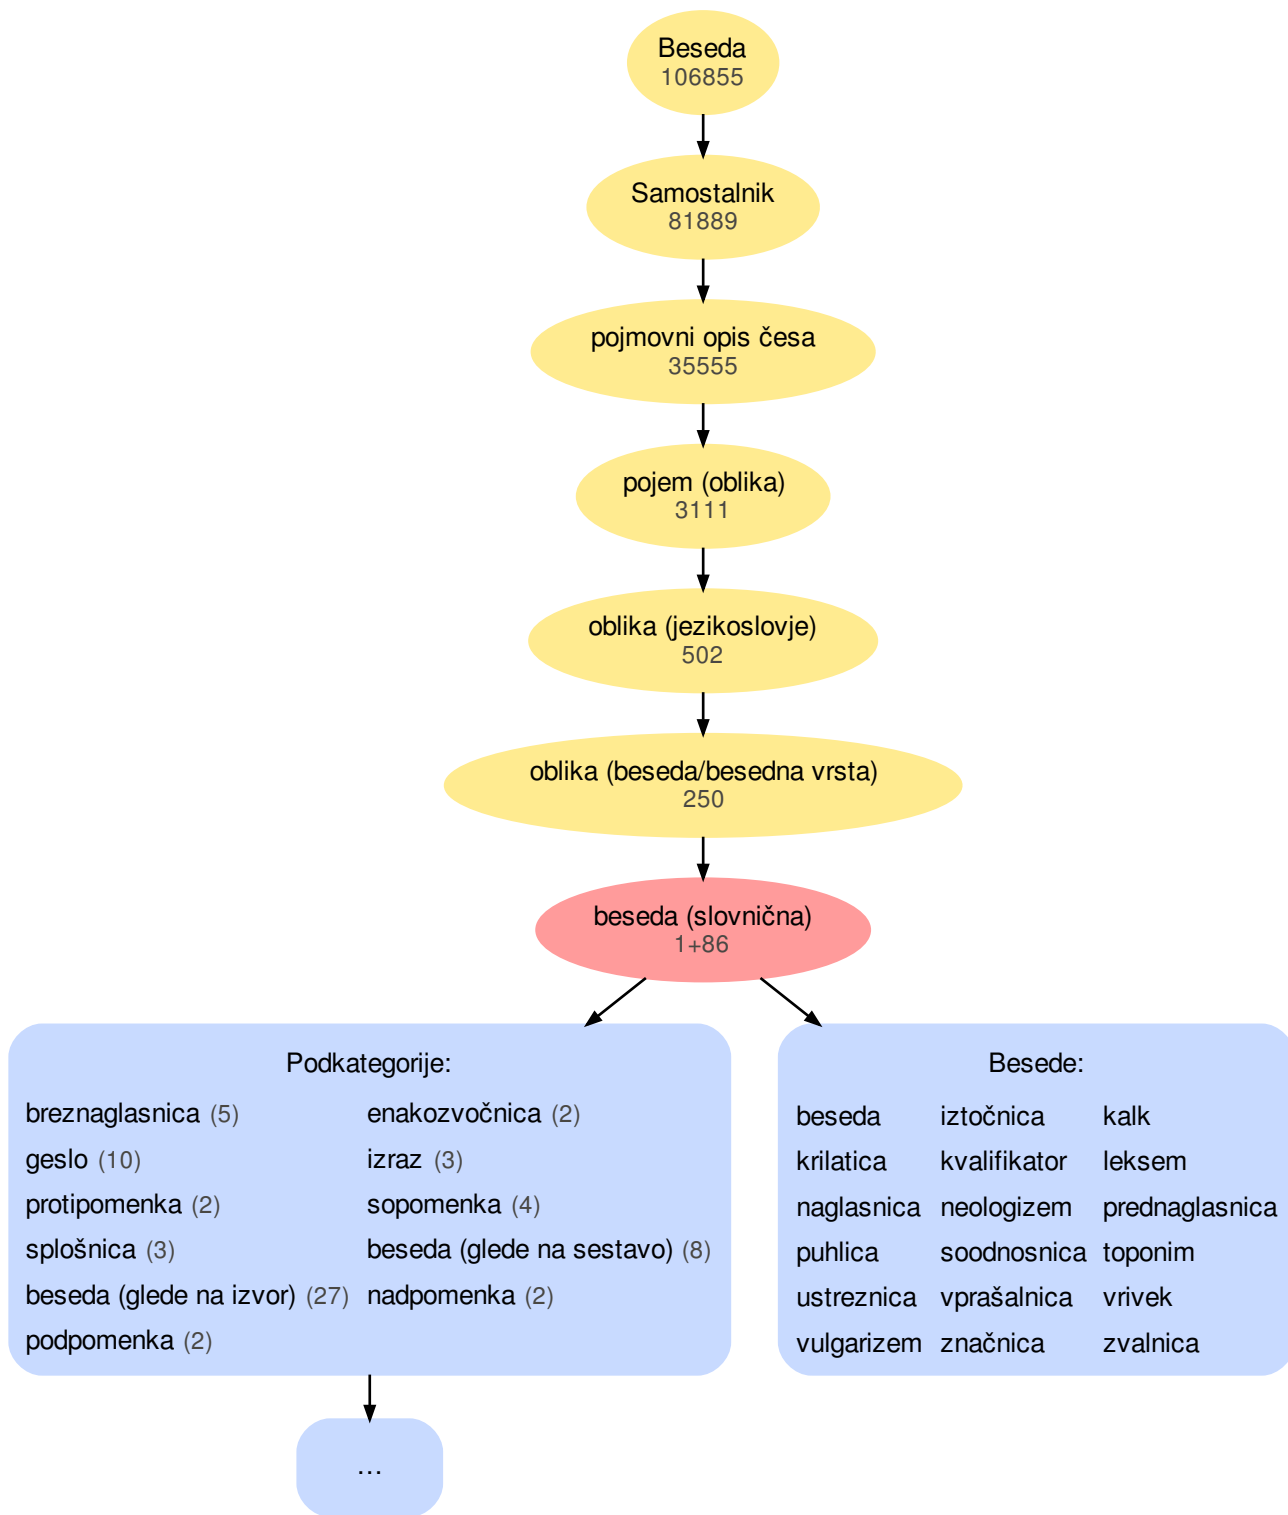 Beseda
106855
Samostalnik
81889
pojmovni opis česa
35555
pojem (oblika)
3111
oblika (jezikoslovje)
502
oblika (beseda/besedna vrsta)
250
beseda (slovnična)
1+86
Podkategorije:
breznaglasnica (5) enakozvočnica (2)
geslo (10) izraz (3)
protipomenka (2) sopomenka (4)
splošnica (3) beseda (glede na sestavo) (8)
beseda (glede na izvor) (27) nadpomenka (2)
podpomenka (2)
Besede:
beseda iztočnica kalk
krilatica kvalifikator leksem
naglasnica neologizem prednaglasnica
puhlica soodnosnica toponim
ustreznica vprašalnica vrivek
vulgarizem značnica zvalnica
...